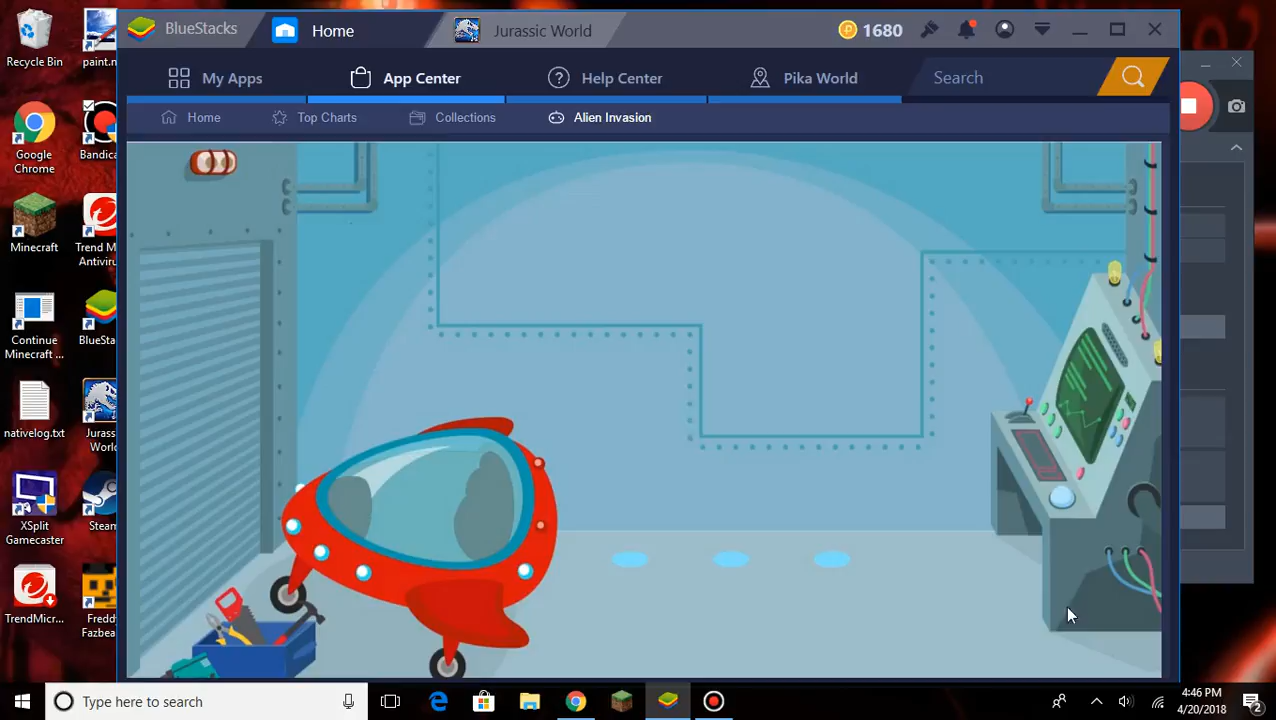 BlueStacks
Home
Jurassic World
1680
My Apps
App Center
Help Center
Pika World
Search
Home
Top Charts
Collections
Alien Invasion
Recycle Bin
paint.n
Google
Chrome
Bandica
Minecraft
Trend M
Antiviru
Continue
Minecraft ...
BlueSta
nativelog.txt
Jurass
World
XSplit
Gamecaster
Steam
TrendMicr...
Freddy
Fazbea
Type here to search
4:46 PM
4/20/2018
2